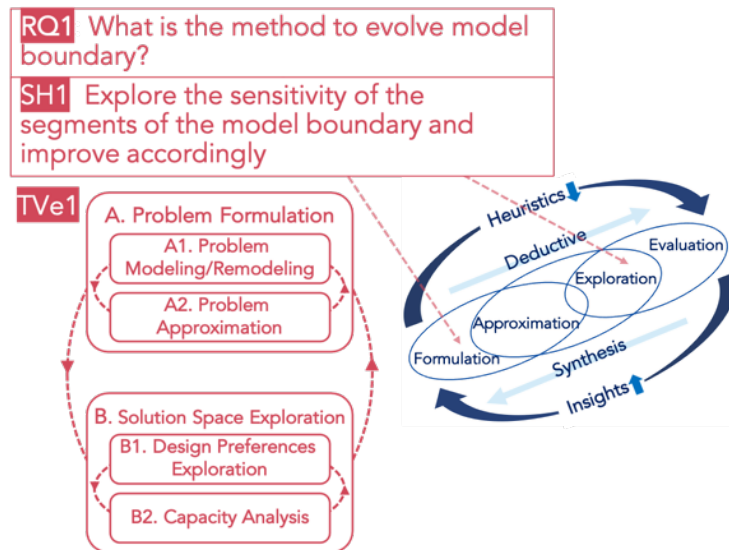 RQ1 What is the method to evolve model
boundary?
SH1 Explore the sensitivity of the
segments of the model boundary and
improve accordingly
TVe1
A. Problem Formulation
A1. Problem
Modeling/Remodeling
A2. Problem
Approximation
B. Solution Space Exploration
B1. Design Preferences
Exploration
B2. Capacity Analysis
Heuristics
Deductive
Evaluation
Exploration
Approximation
Formulation
Synthesis
Insights